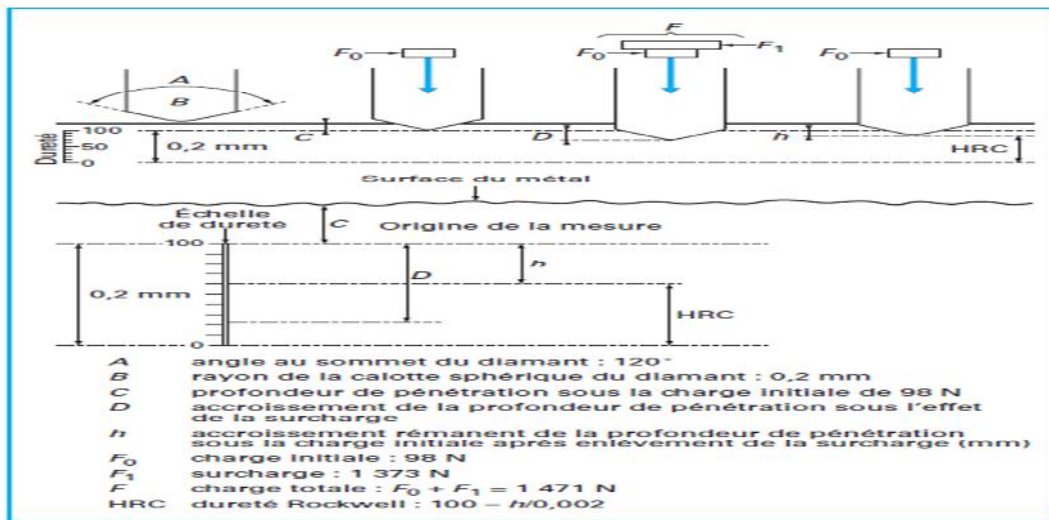 F
F₀ F₀ F₁ F₀
A
B
Dureté
100
50
0
0,2 mm
C
D
h
HRC
Surface du métal
Échelle
de dureté
C
Origine de la mesure
100
h
D
0,2 mm
HRC
0
A angle au sommet du diamant : 120°
B rayon de la calotte sphérique du diamant : 0,2 mm
C profondeur de pénétration sous la charge initiale de 98 N
D accroissement de la profondeur de pénétration sous l'effet
de la surcharge
h accroissement rémanent de la profondeur de pénétration
sous la charge initiale après enlèvement de la surcharge (mm)
F₀ charge initiale : 98 N
F₁ surcharge : 1 373 N
F charge totale : F₀ + F₁ = 1 471 N
HRC dureté Rockwell : 100 – h/0,002